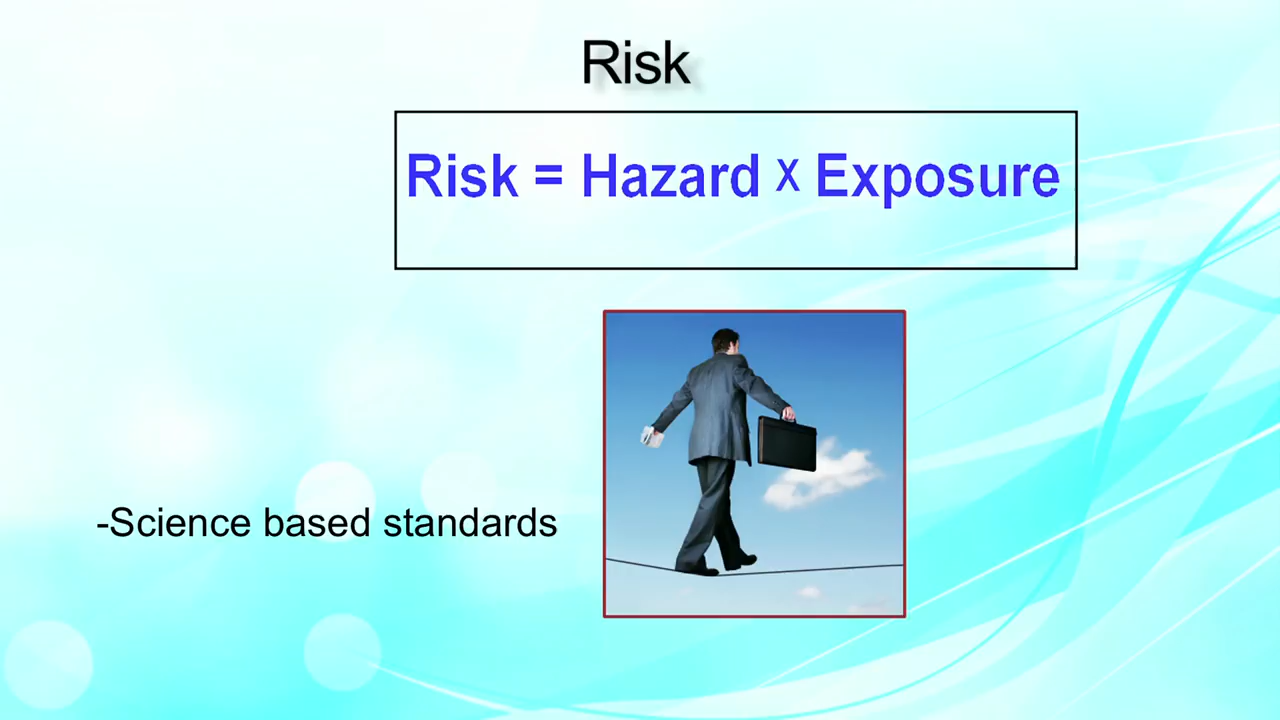 Risk
Risk = Hazard x Exposure
-Science based standards